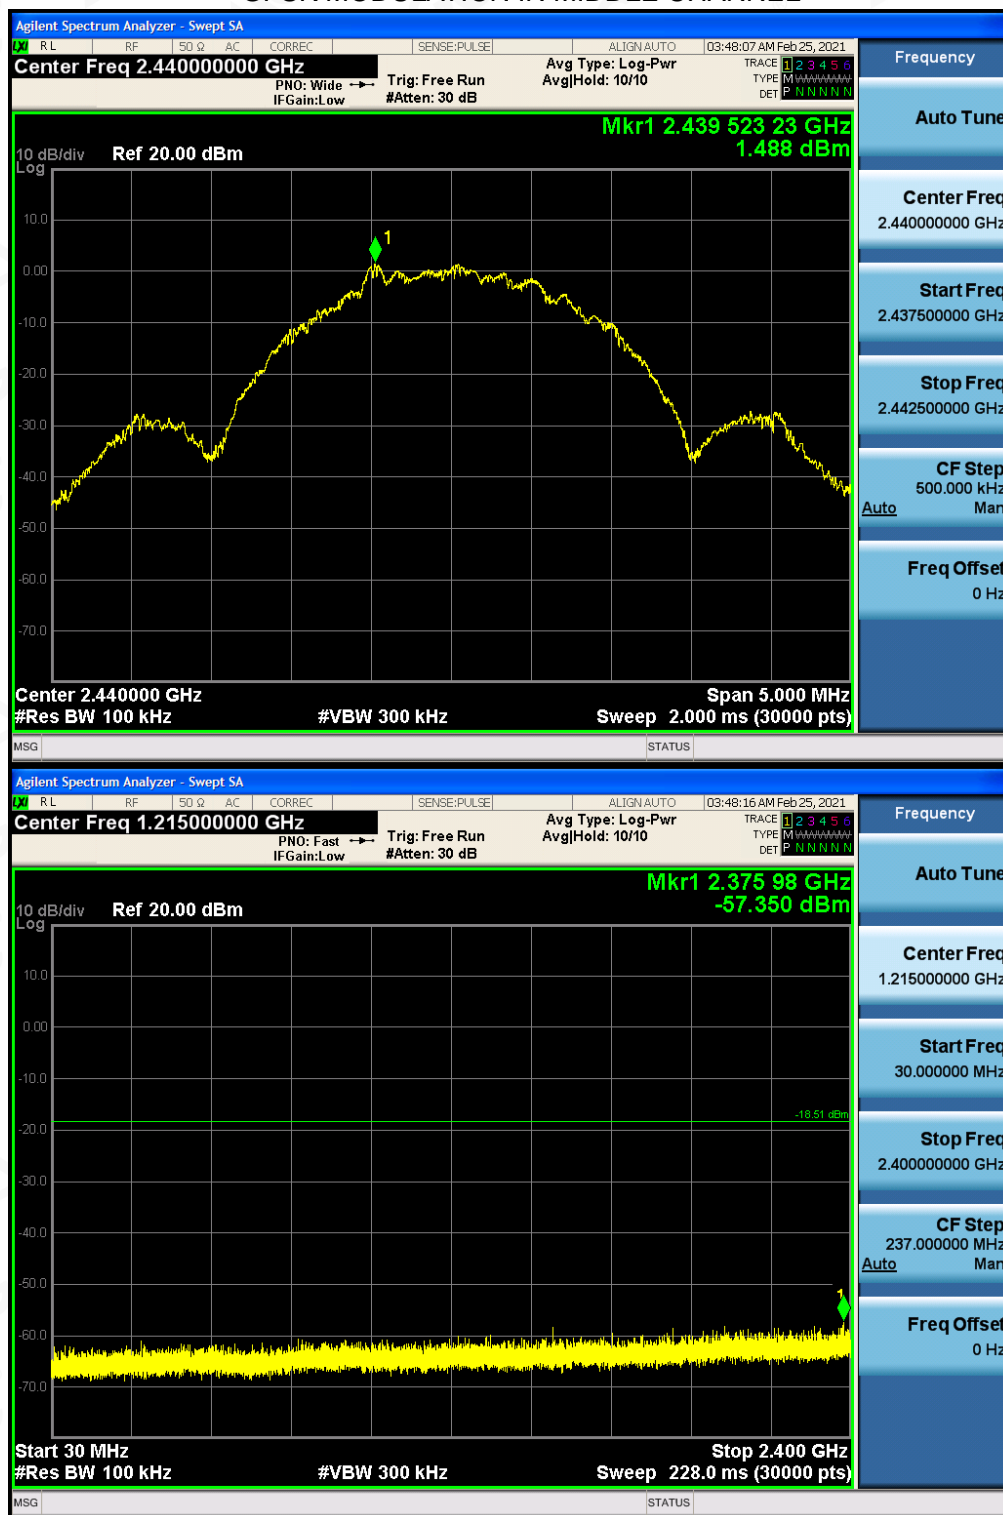 Agilent Spectrum Analyzer - Swept SA
LXI RL RF 50 Ω AC CORREC SENSE:PULSE ALIGN AUTO 03:48:07 AM Feb 25, 2021
Center Freq 2.440000000 GHz
PNO: Wide
IFGain:Low
Trig: Free Run
#Atten: 30 dB
Avg Type: Log-Pwr
Avg|Hold: 10/10
TRACE 1 2 3 4 5 6
TYPE M
DET P N N N N N
Mkr1 2.439 523 23 GHz
1.488 dBm
10 dB/div Ref 20.00 dBm
Log
10.0
0.00
-10.0
-20.0
-30.0
-40.0
-50.0
-60.0
-70.0
1
Center 2.440000 GHz Span 5.000 MHz
#Res BW 100 kHz #VBW 300 kHz Sweep 2.000 ms (30000 pts)
MSG STATUS
Frequency
Auto Tune
Center Freq
2.440000000 GHz
Start Freq
2.437500000 GHz
Stop Freq
2.442500000 GHz
CF Step
500.000 kHz
Auto Man
Freq Offset
0 Hz
Agilent Spectrum Analyzer - Swept SA
LXI RL RF 50 Ω AC CORREC SENSE:PULSE ALIGN AUTO 03:48:16 AM Feb 25, 2021
Center Freq 1.215000000 GHz
PNO: Fast
IFGain:Low
Trig: Free Run
#Atten: 30 dB
Avg Type: Log-Pwr
Avg|Hold: 10/10
TRACE 1 2 3 4 5 6
TYPE M
DET P N N N N N
Mkr1 2.375 98 GHz
-57.350 dBm
10 dB/div Ref 20.00 dBm
Log
10.0
0.00
-10.0
-20.0
-30.0
-40.0
-50.0
-60.0
-70.0
-18.51 dBm
1
Start 30 MHz Stop 2.400 GHz
#Res BW 100 kHz #VBW 300 kHz Sweep 228.0 ms (30000 pts)
MSG STATUS
Frequency
Auto Tune
Center Freq
1.215000000 GHz
Start Freq
30.000000 MHz
Stop Freq
2.400000000 GHz
CF Step
237.000000 MHz
Auto Man
Freq Offset
0 Hz